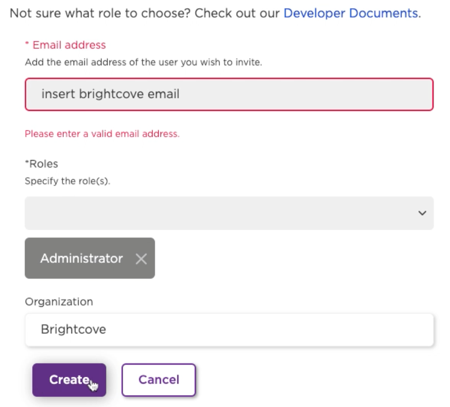 Not sure what role to choose? Check out our Developer Documents.
* Email address
Add the email address of the user you wish to invite.
insert brightcove email
Please enter a valid email address.
*Roles
Specify the role(s).
Administrator
Organization
Brightcove
Create
Cancel